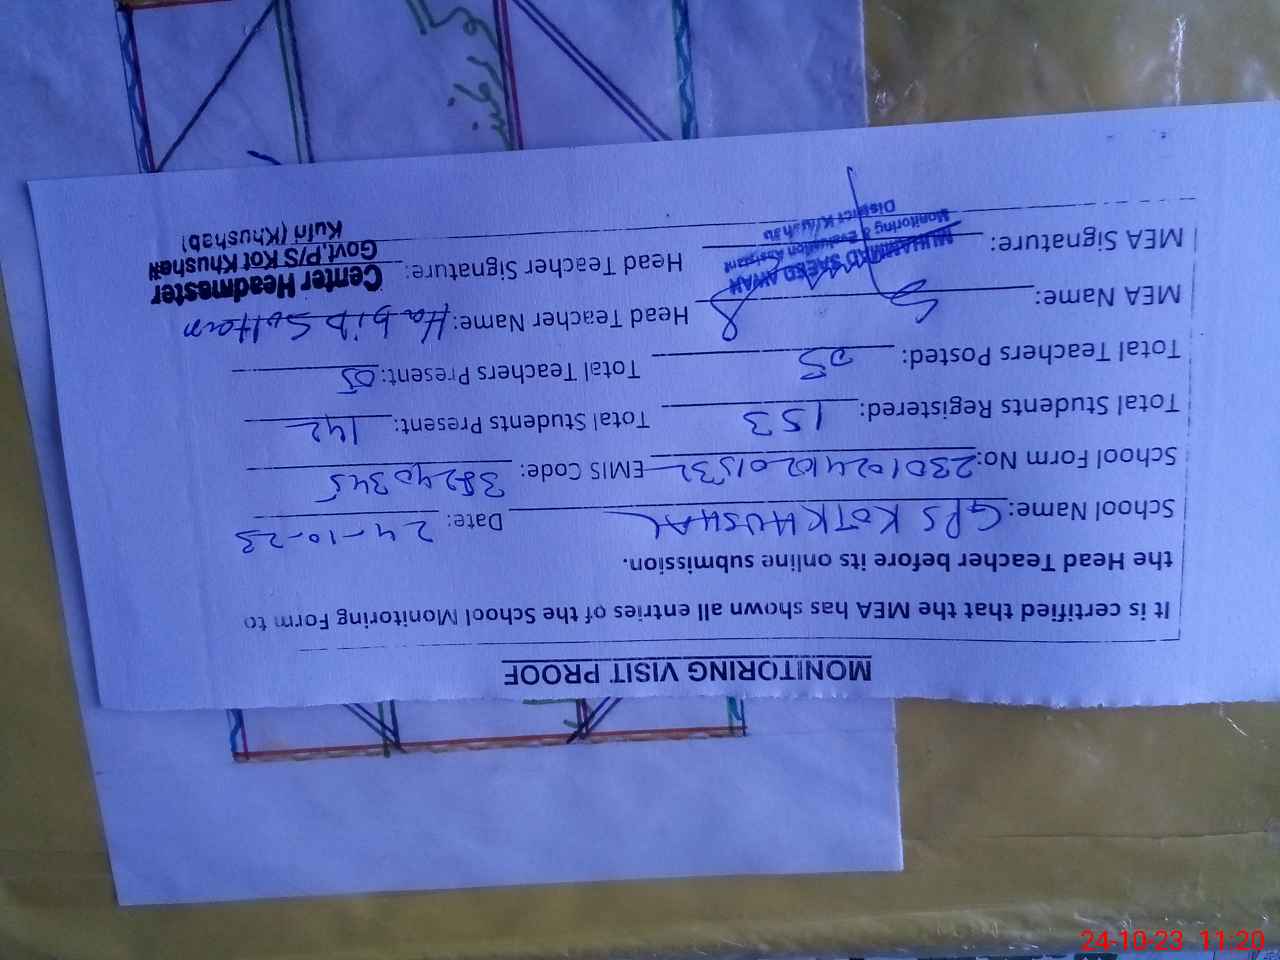 MONITORING VISIT PROOF
It is certified that the MEA has shown all entries of the School Monitoring Form to
the Head Teacher before its online submission.
School Name: GPS KOTKHUSHAL Date: 24-10-23
School Form No: EMIS Code: 38240345
Total Students Registered: 153 Total Students Present: 142
Total Teachers Posted: 05 Total Teachers Present: 05
MEA Name: Head Teacher Name: Habib Sultan
MEA Signature: Head Teacher Signature:
MUHAMMAD SAEED AWAN
Monitoring & Evaluation Assistant
District Khushab
Center Headmaster
Govt.P/S Kot Khushal
Kufri (Khushab)
24-10-23 11:20